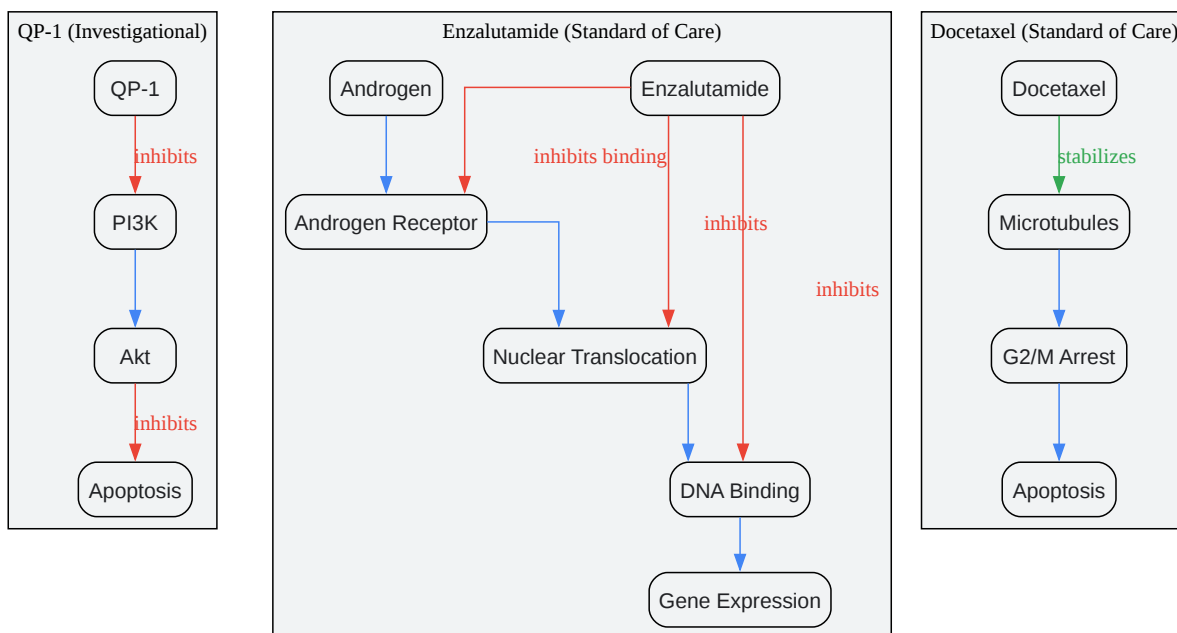 QP-1 (Investigational)
QP-1
inhibits
PI3K
Akt
inhibits
Apoptosis
Enzalutamide (Standard of Care)
Androgen
Enzalutamide
inhibits binding
Androgen Receptor
inhibits
inhibits
Nuclear Translocation
DNA Binding
Gene Expression
Docetaxel (Standard of Care)
Docetaxel
stabilizes
Microtubules
G2/M Arrest
Apoptosis